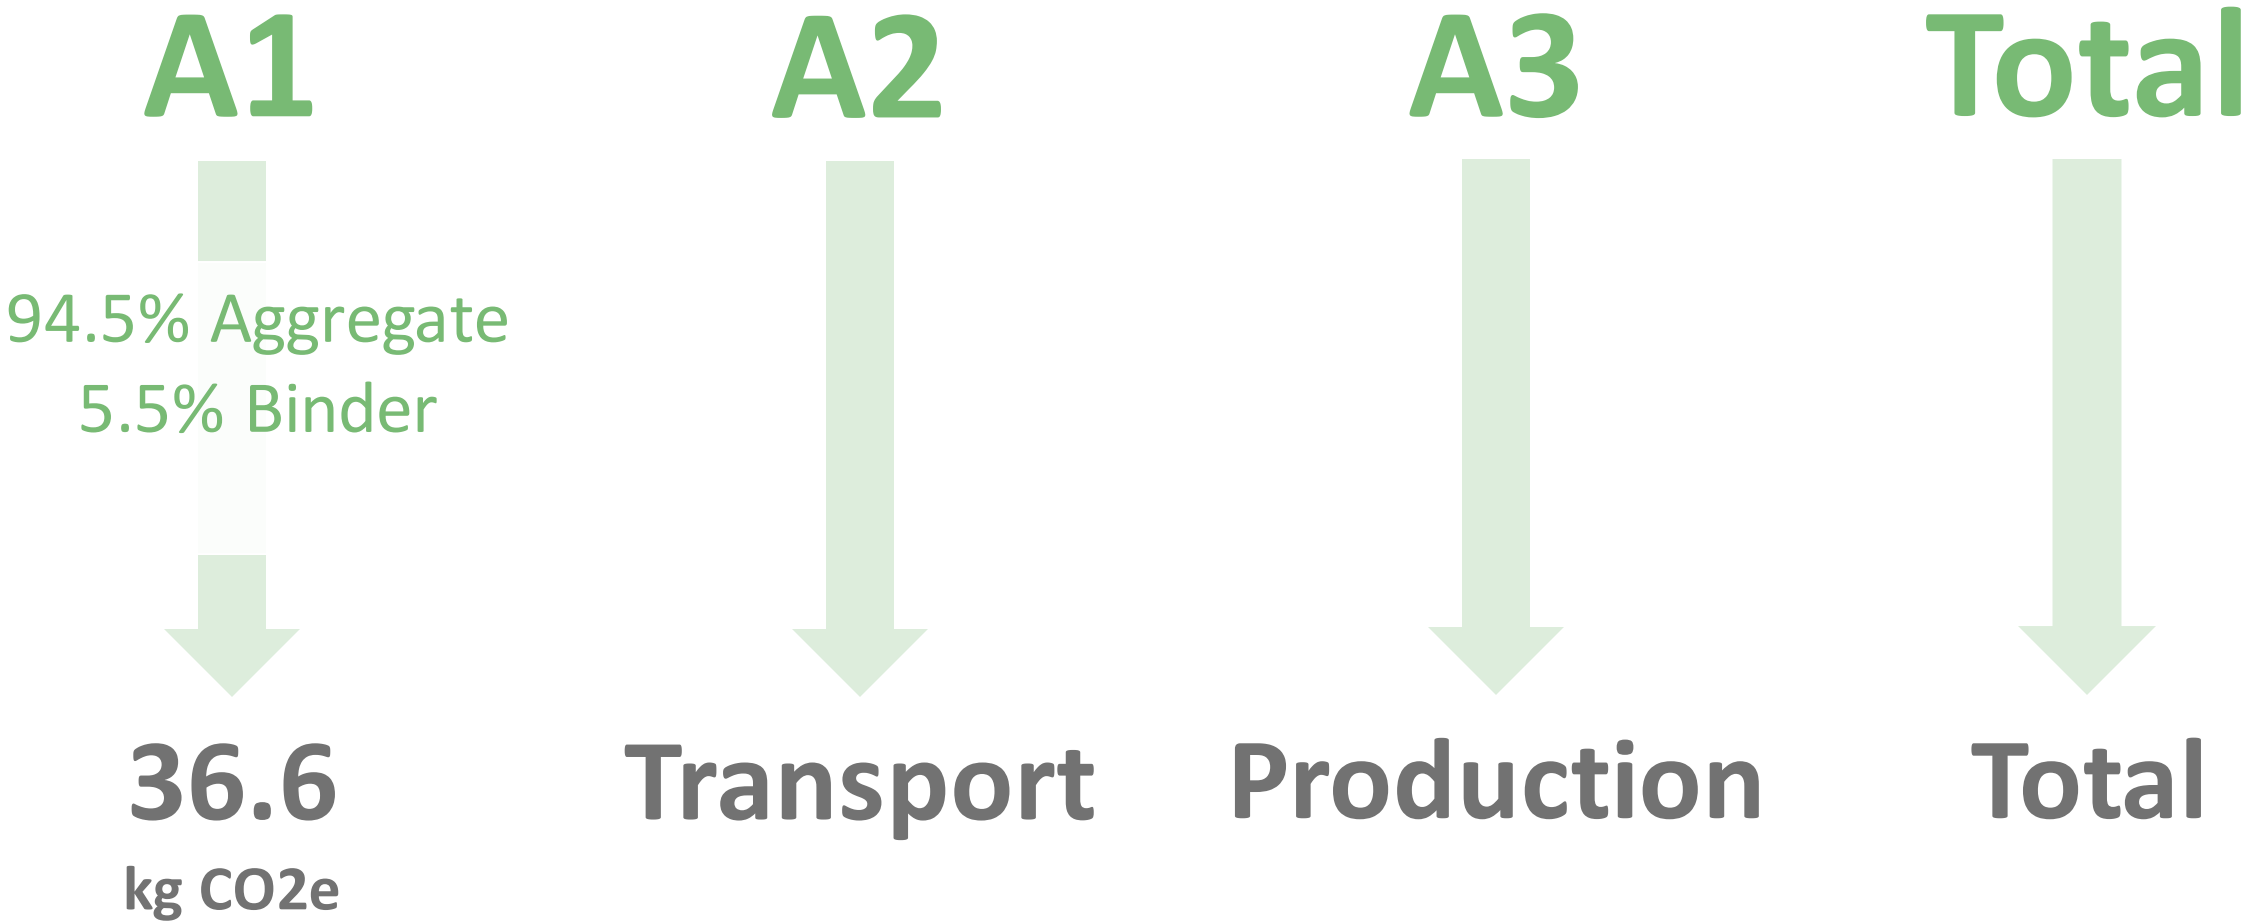 A1
A2
A3
Total
94.5% Aggregate
5.5% Binder
36.6
kg CO2e
Transport
Production
Total